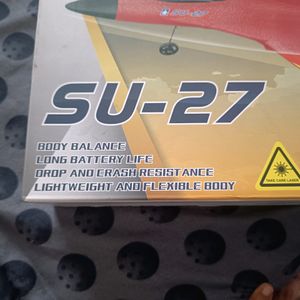 SU-27
SU-27
BODY BALANCE
LONG BATTERY LIFE
DROP AND CRASH RESISTANCE
LIGHTWEIGHT AND FLEXIBLE BODY
TAKE CARE LASER